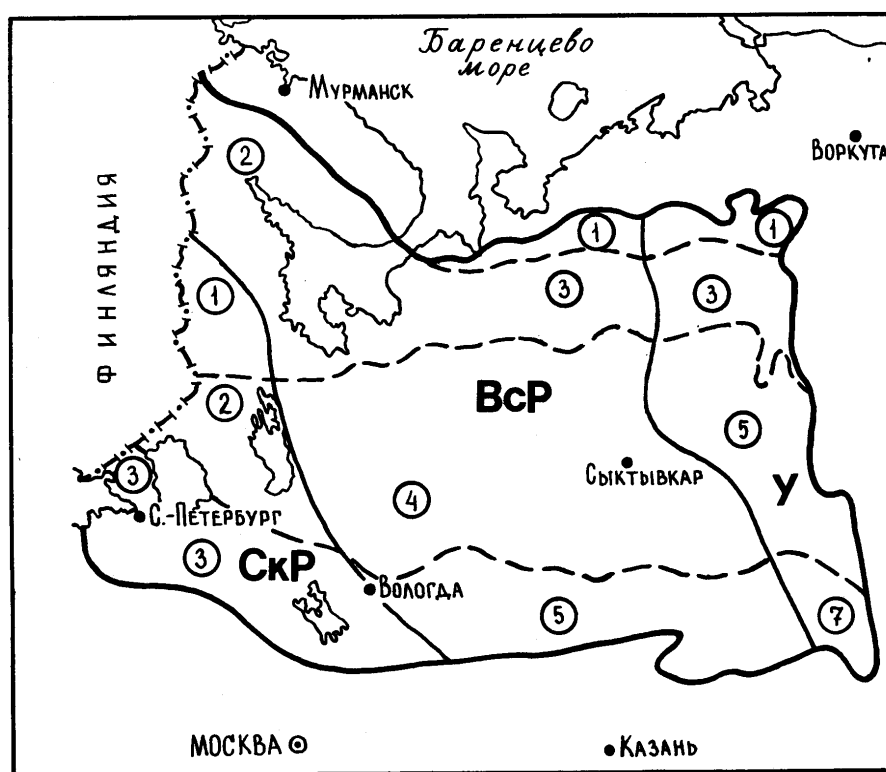 Баренцево
море
Мурманск
Воркута
ФИНЛЯНДИЯ
2
1
1
1
3
3
ВсР
2
5
3
Сыктывкар
У
4
С.-Петербург
3
СкР
Вологда
5
7
МОСКВА
Казань